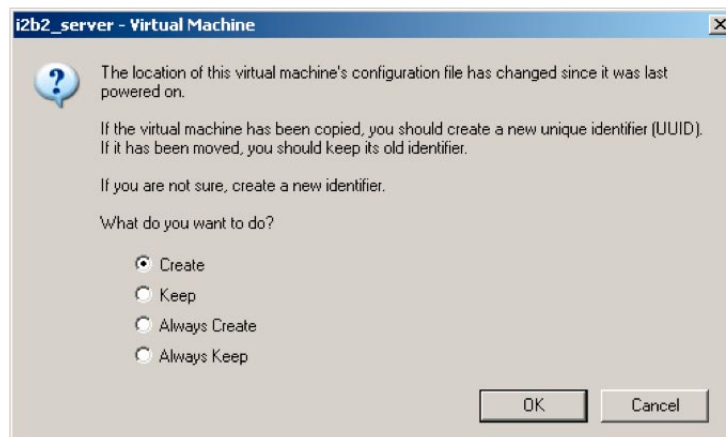 i2b2_server - Virtual Machine
The location of this virtual machine's configuration file has changed since it was last
powered on.
If the virtual machine has been copied, you should create a new unique identifier (UUID).
If it has been moved, you should keep its old identifier.
If you are not sure, create a new identifier.
What do you want to do?
Create
Keep
Always Create
Always Keep
OK Cancel